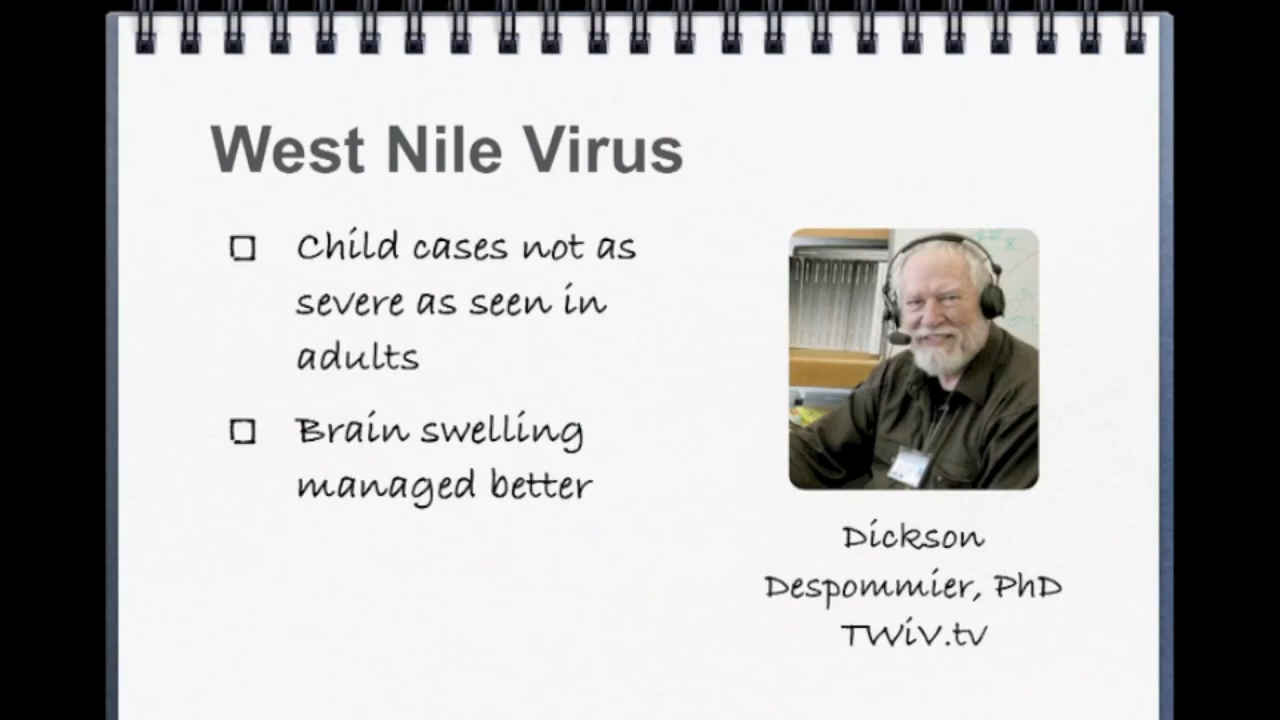 West Nile Virus
Child cases not as
severe as seen in
adults
Brain swelling
managed better
Dickson
Despommier, PhD
TWiV.tv